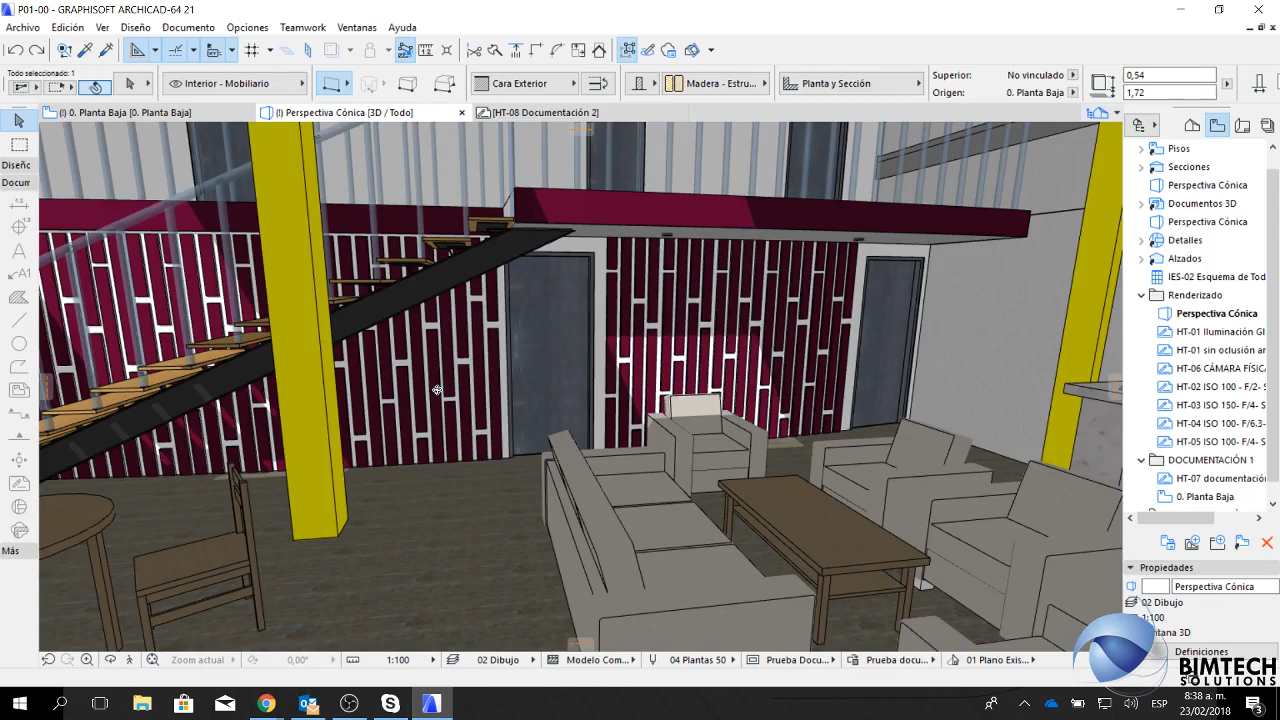 P01-00 - GRAPHISOFT ARCHICAD-64 21
Archivo Edición Ver Diseño Documento Opciones Teamwork Ventanas Ayuda
Todo seleccionado: 1
Interior - Mobiliario
Cara Exterior
Madera - Estru...
Planta y Sección
Superior: No vinculado
Origen: 0. Planta Baja
0,54
1,72
(!) 0. Planta Baja [0. Planta Baja]
(!) Perspectiva Cónica [3D / Todo]
[HT-08 Documentación 2]
Diseño
Docum
Más
Pisos
Secciones
Perspectiva Cónica
Documentos 3D
Perspectiva Cónica
Detalles
Alzados
IES-02 Esquema de Tod
Renderizado
Perspectiva Cónica
HT-01 Iluminación Gl
HT-01 sin oclusión am
HT-06 CÁMARA FÍSICA
HT-02 ISO 100 - F/2- S
HT-03 ISO 150- F/4- S
HT-04 ISO 100 - F/6.3-
HT-05 ISO 100- F/4- S
DOCUMENTACIÓN 1
HT-07 documentació
0. Planta Baja
Propiedades
Perspectiva Cónica
02 Dibujo
1:100
ntana 3D
Definiciones
Zoom actual
0,00°
1:100
02 Dibujo
Modelo Com...
04 Plantas 50
Prueba Docu...
Prueba docu...
01 Plano Exis...
BIMTECH
SOLUTIONS
ESP
8:38 a. m.
23/02/2018
3